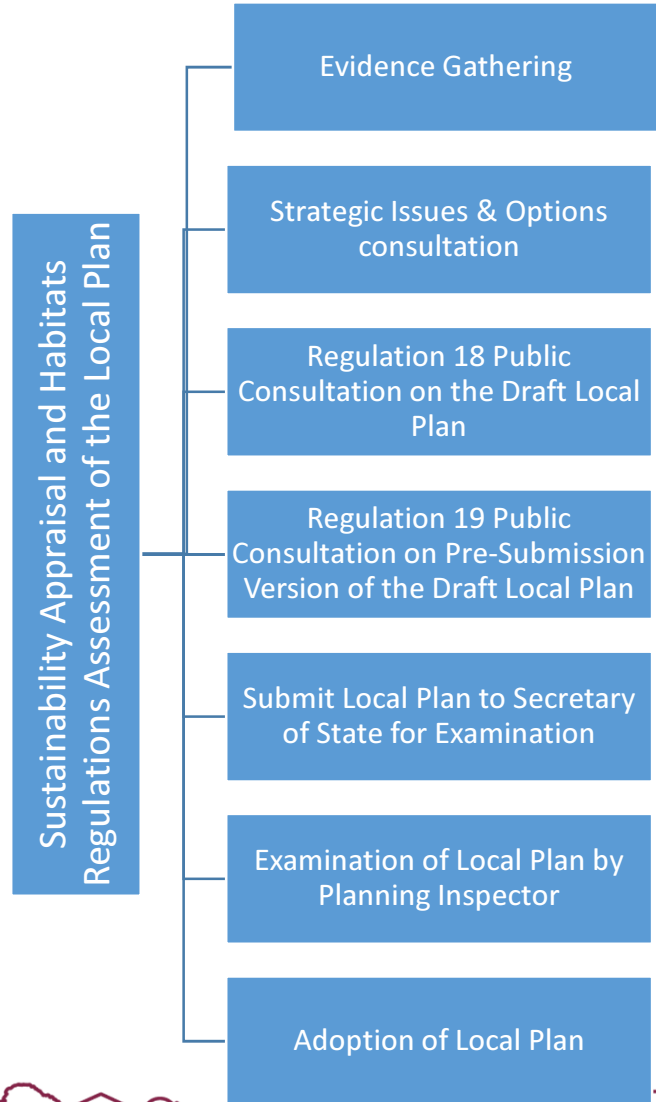 Sustainability Appraisal and Habitats
Regulations Assessment of the Local Plan
Evidence Gathering
Strategic Issues & Options
consultation
Regulation 18 Public
Consultation on the Draft Local
Plan
Regulation 19 Public
Consultation on Pre-Submission
Version of the Draft Local Plan
Submit Local Plan to Secretary
of State for Examination
Examination of Local Plan by
Planning Inspector
Adoption of Local Plan